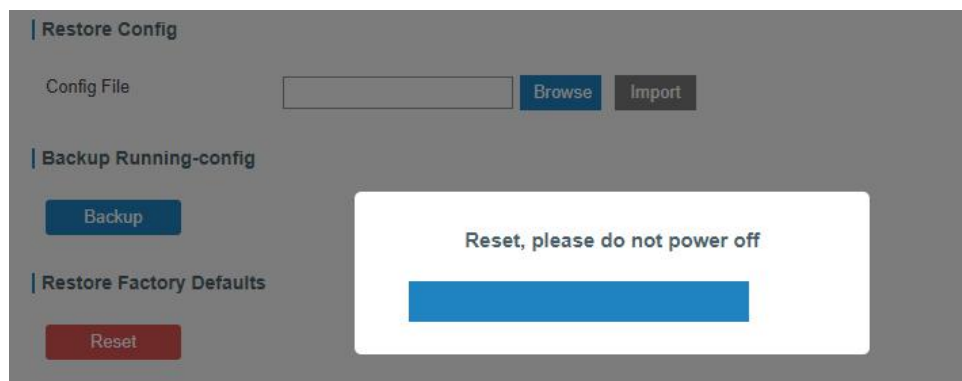 Restore Config
Config File
Browse
Import
Backup Running-config
Backup
Reset, please do not power off
Restore Factory Defaults
Reset